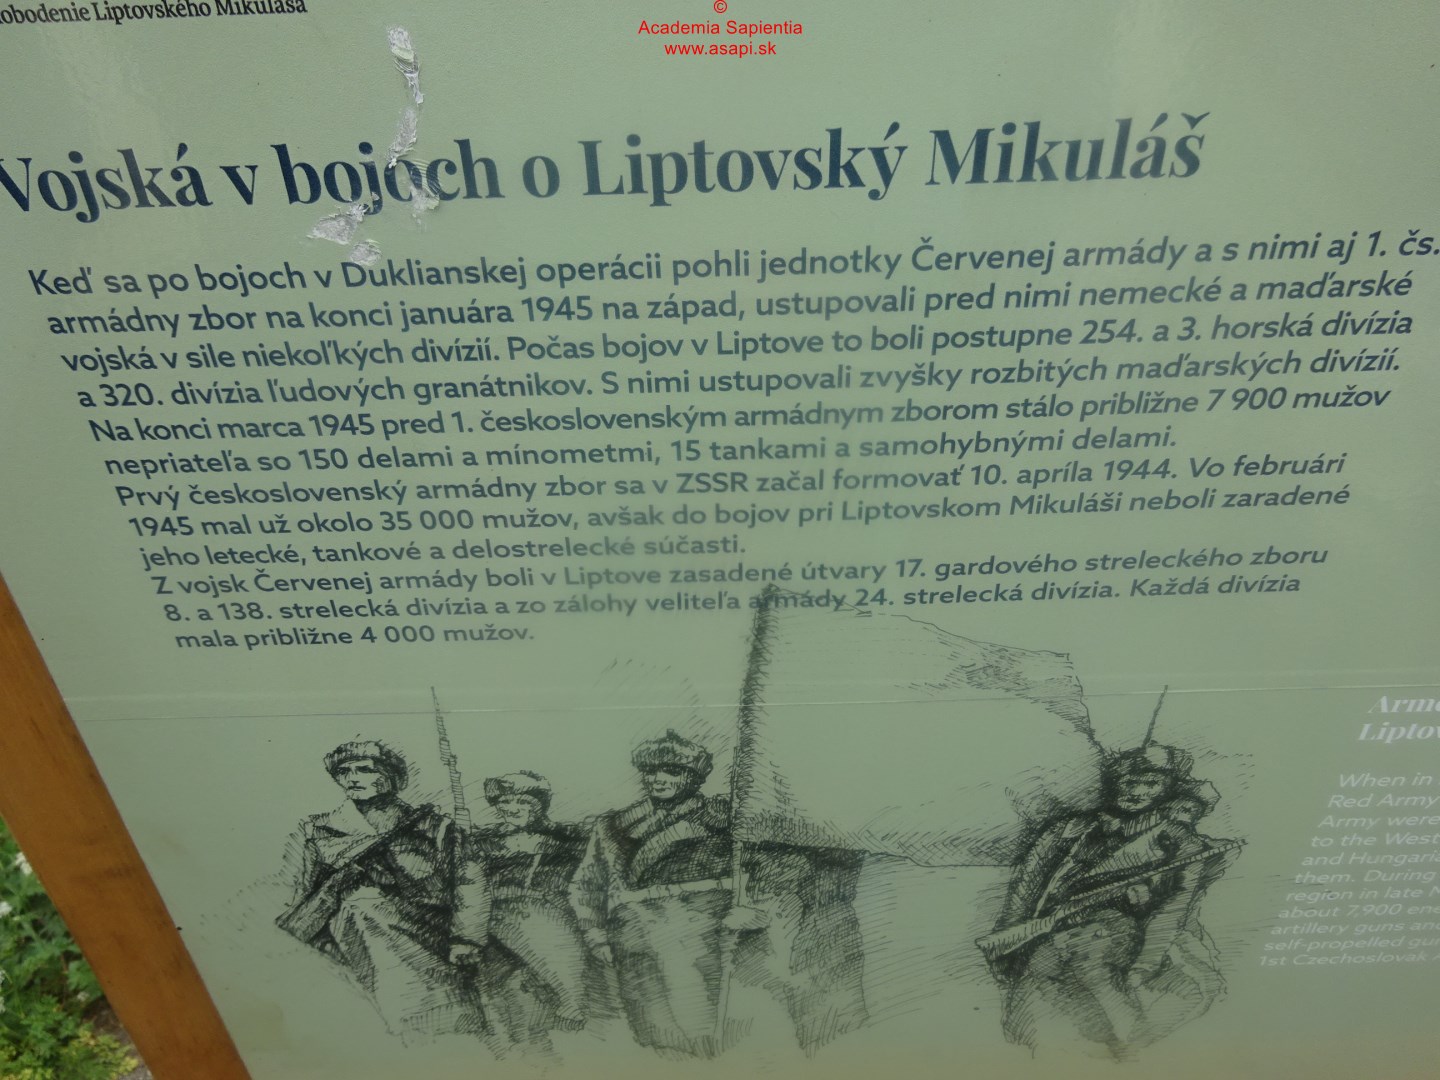 ©
Academia Sapientia
www.asapi.sk
obodenie Liptovského Mikuláša
Vojská v bojoch o Liptovský Mikuláš
Keď sa po bojoch v Duklianskej operácii pohli jednotky Červenej armády a s nimi aj 1. čs.
armádny zbor na konci januára 1945 na západ, ustupovali pred nimi nemecké a maďarské
vojská v sile niekoľkých divízií. Počas bojov v Liptove to boli postupne 254. a 3. horská divízia
a 320. divízia ľudových granátnikov. S nimi ustupovali zvyšky rozbitých maďarských divízií.
Na konci marca 1945 pred 1. československým armádnym zborom stálo približne 7 900 mužov
nepriateľa so 150 delami a mínometmi, 15 tankami a samohybnými delami.
Prvý československý armádny zbor sa v ZSSR začal formovať 10. apríla 1944. Vo februári
1945 mal už okolo 35 000 mužov, avšak do bojov pri Liptovskom Mikuláši neboli zaradené
jeho letecké, tankové a delostrelecké súčasti.
Z vojsk Červenej armády boli v Liptove zasadené útvary 17. gardového streleckého zboru
8. a 138. strelecká divízia a zo zálohy veliteľa armády 24. strelecká divízia. Každá divízia
mala približne 4 000 mužov.
Arme
Liptov
When in
Red Army
Army were
to the West
and Hungaria
them. During
region in late
about 7,900 ene
artillery guns and
self-propelled gun
1st Czechoslovak